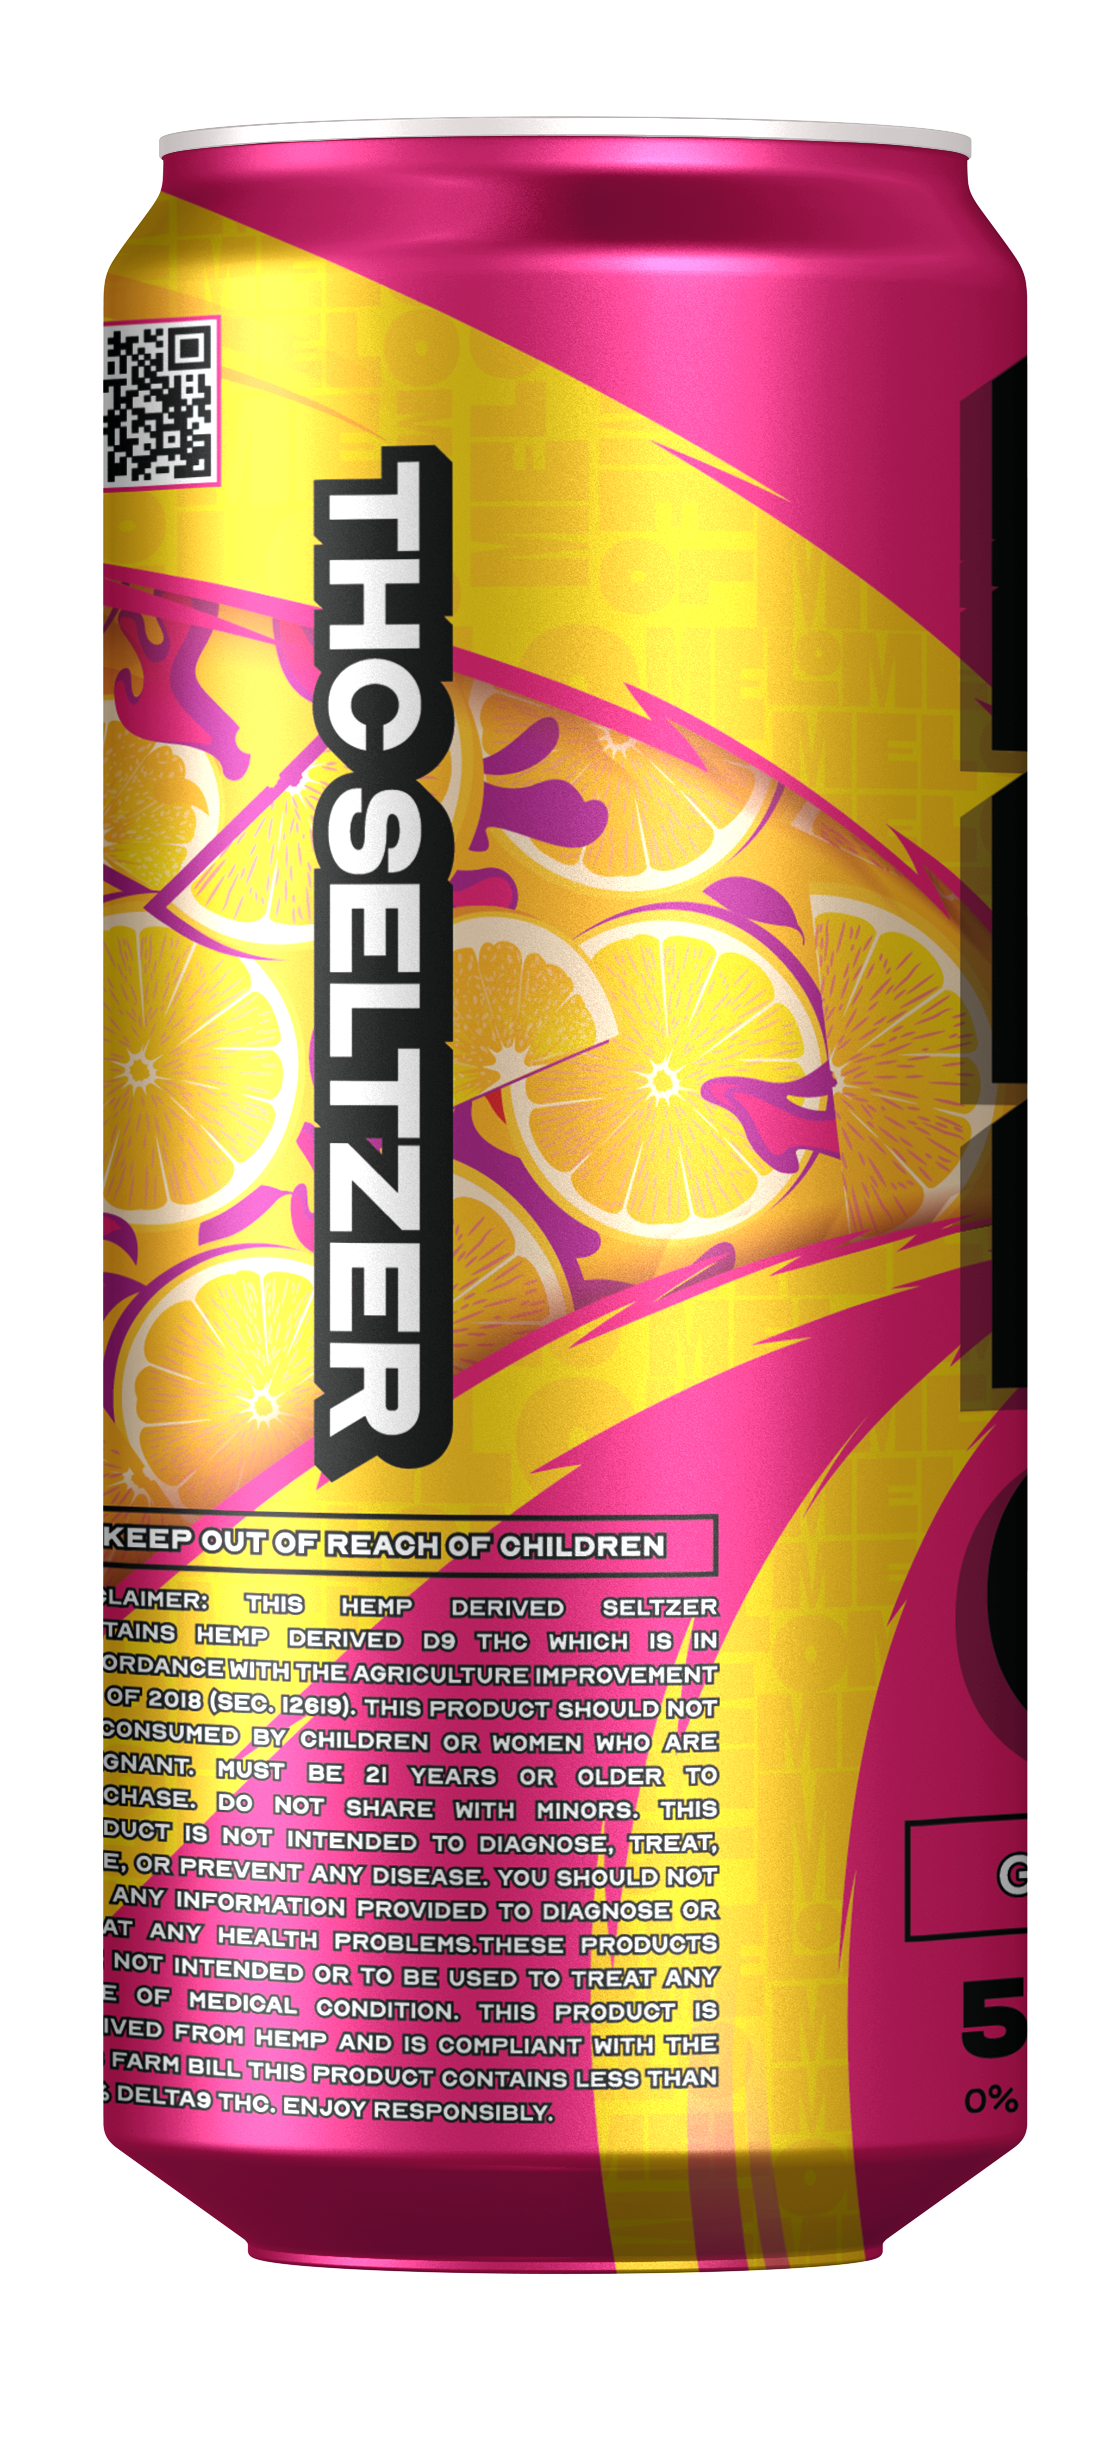 THC SELTZER
KEEP OUT OF REACH OF CHILDREN
CLAIMER: THIS HEMP DERIVED SELTZER
TAINS HEMP DERIVED D9 THC WHICH IS IN
ORDANCE WITH THE AGRICULTURE IMPROVEMENT
OF 2018 (SEC. 12619). THIS PRODUCT SHOULD NOT
CONSUMED BY CHILDREN OR WOMEN WHO ARE
GNANT. MUST BE 21 YEARS OR OLDER TO
CHASE. DO NOT SHARE WITH MINORS. THIS
DUCT IS NOT INTENDED TO DIAGNOSE, TREAT,
E, OR PREVENT ANY DISEASE. YOU SHOULD NOT
ANY INFORMATION PROVIDED TO DIAGNOSE OR
AT ANY HEALTH PROBLEMS.THESE PRODUCTS
NOT INTENDED OR TO BE USED TO TREAT ANY
E OF MEDICAL CONDITION. THIS PRODUCT IS
IVED FROM HEMP AND IS COMPLIANT WITH THE
FARM BILL THIS PRODUCT CONTAINS LESS THAN
% DELTA9 THC. ENJOY RESPONSIBLY.
G
5
0%